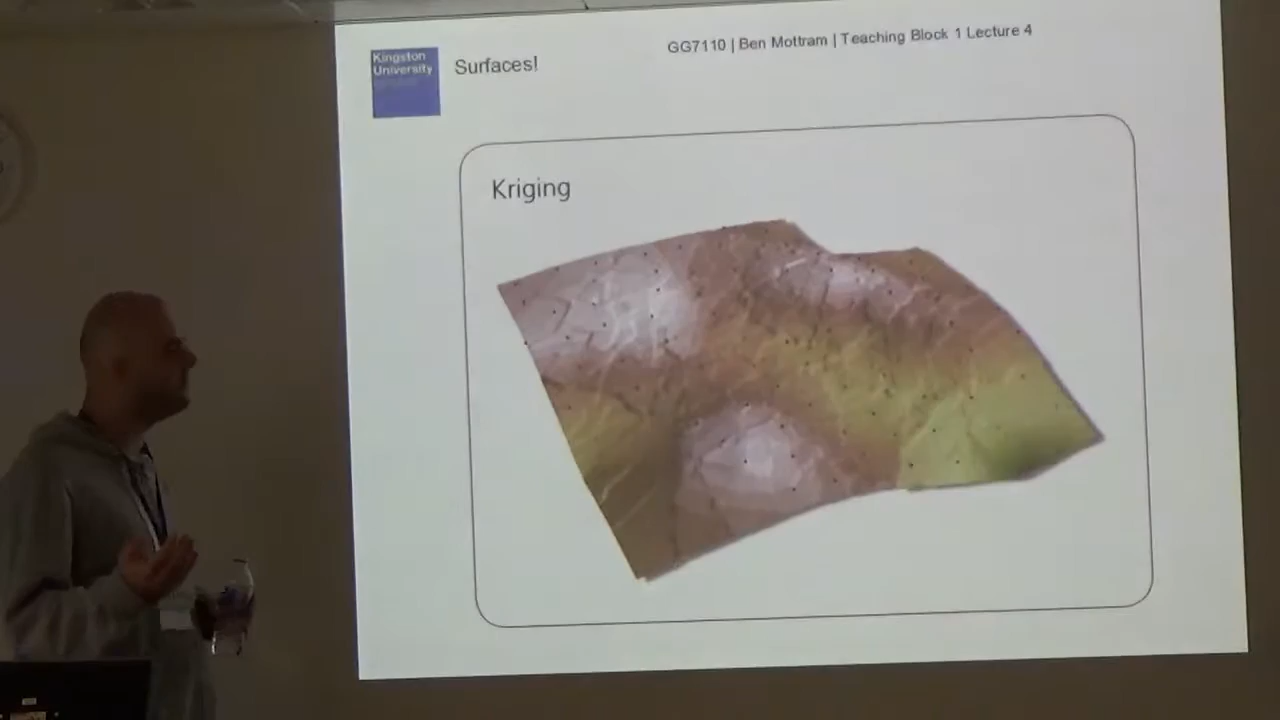 Kingston
University
Surfaces!
GG7110 | Ben Mottram | Teaching Block 1 Lecture 4
Kriging